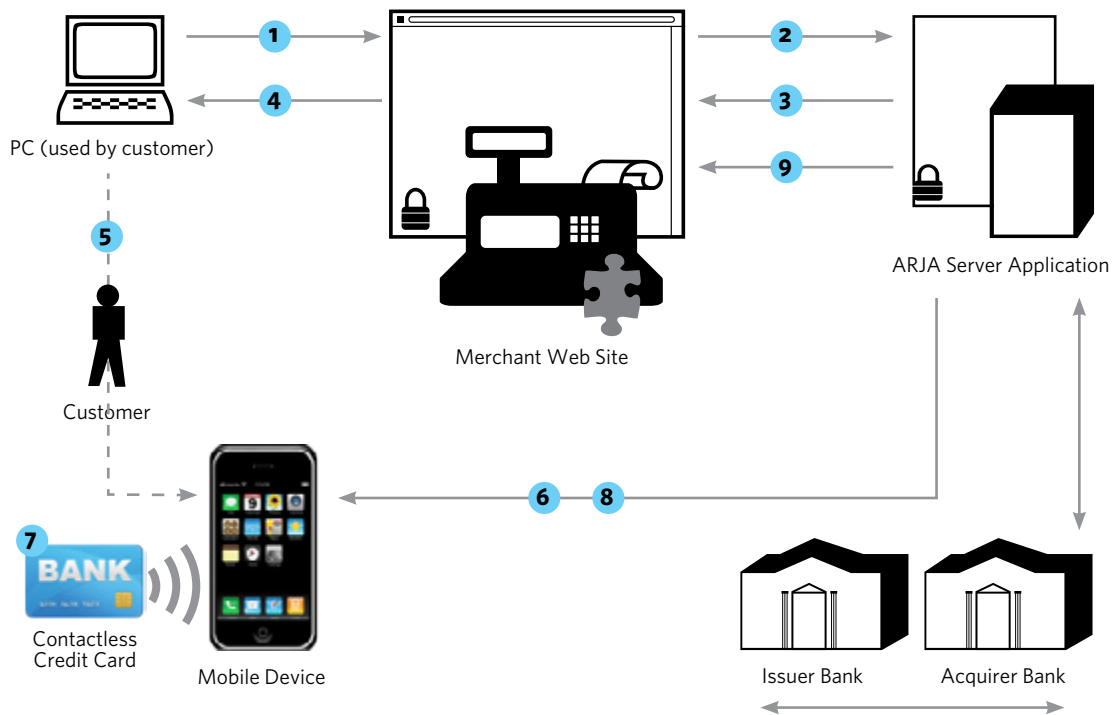 1
2
4
3
PC (used by customer)
9
5
ARJA Server Application
Merchant Web Site
Customer
9
6
8
7
BANK
Contactless
Credit Card
Mobile Device
Issuer Bank
Acquirer Bank